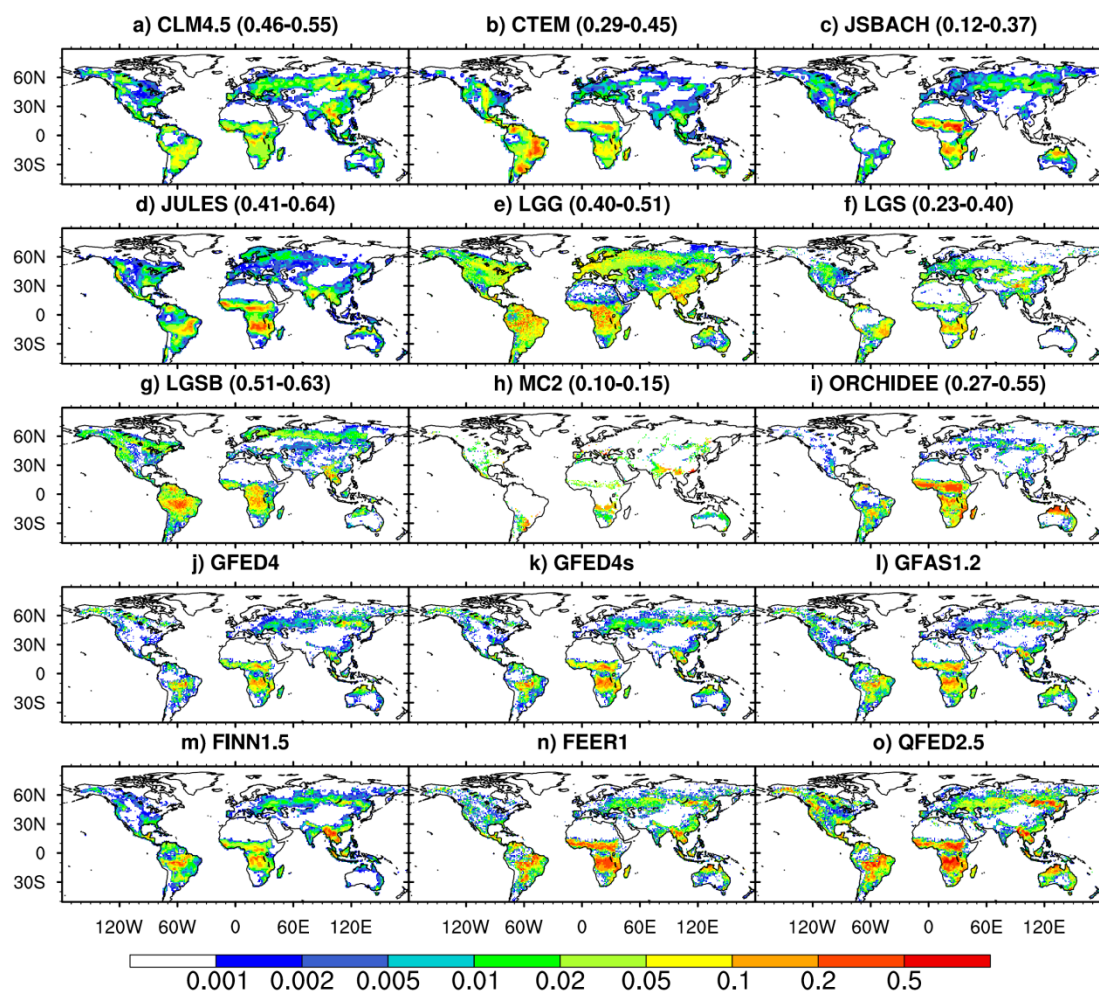 a) CLM4.5 (0.46-0.55) b) CTEM (0.29-0.45) c) JSBACH (0.12-0.37)
60N
30N
0
30S
d) JULES (0.41-0.64) e) LGG (0.40-0.51) f) LGS (0.23-0.40)
60N
30N
0
30S
g) LGSB (0.51-0.63) h) MC2 (0.10-0.15) i) ORCHIDEE (0.27-0.55)
60N
30N
0
30S
j) GFED4 k) GFED4s l) GFAS1.2
60N
30N
0
30S
m) FINN1.5 n) FEER1 o) QFED2.5
60N
30N
0
30S
120W 60W 0 60E 120E 120W 60W 0 60E 120E 120W 60W 0 60E 120E
0.001 0.002 0.005 0.01 0.02 0.05 0.1 0.2 0.5